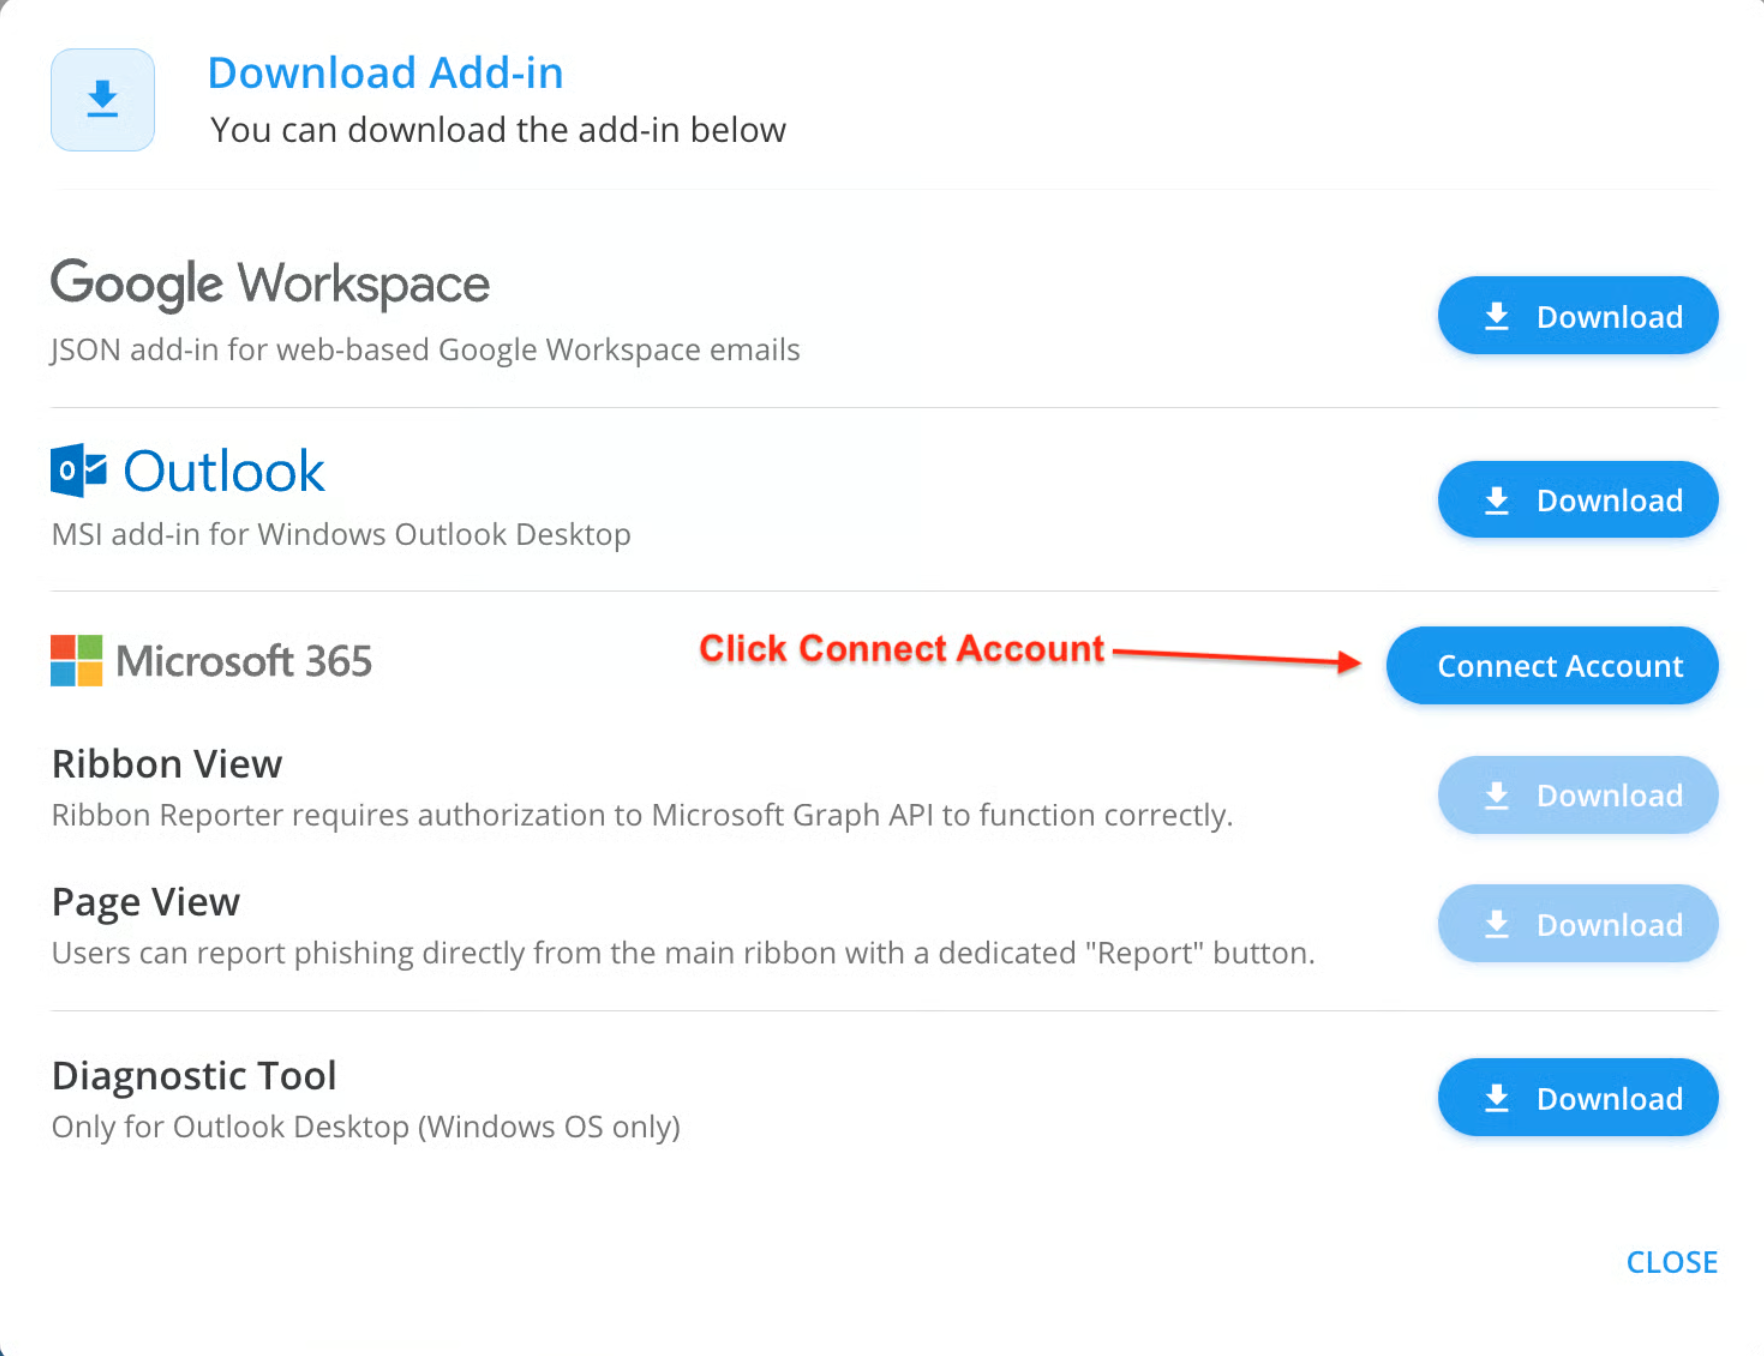 Download Add-in
You can download the add-in below
Google Workspace
JSON add-in for web-based Google Workspace emails
Download
Outlook
MSI add-in for Windows Outlook Desktop
Download
Microsoft 365
Click Connect Account
Connect Account
Ribbon View
Ribbon Reporter requires authorization to Microsoft Graph API to function correctly.
Download
Page View
Users can report phishing directly from the main ribbon with a dedicated "Report" button.
Download
Diagnostic Tool
Only for Outlook Desktop (Windows OS only)
Download
CLOSE